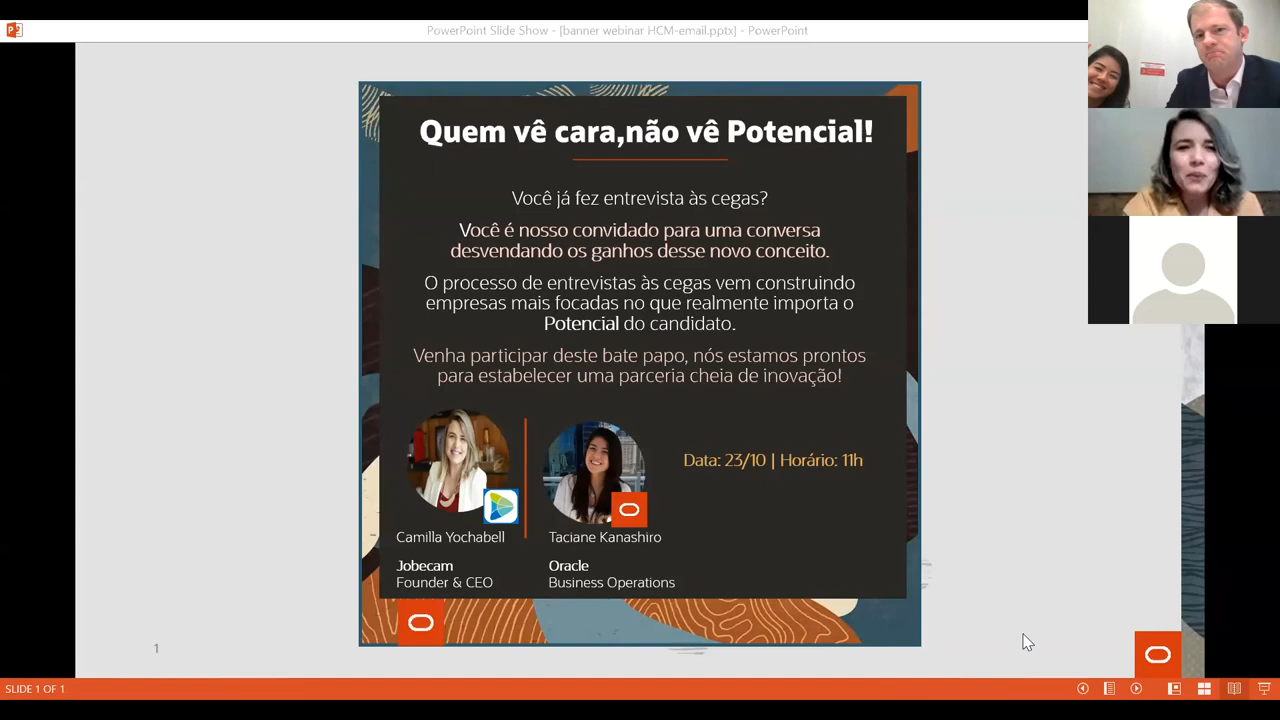 PowerPoint Slide Show - [banner webinar HCM-email.pptx] - PowerPoint
Quem vê cara,não vê Potencial!
Você já fez entrevista às cegas?
Você é nosso convidado para uma conversa
desvendando os ganhos desse novo conceito.
O processo de entrevistas às cegas vem construindo
empresas mais focadas no que realmente importa o
Potencial do candidato.
Venha participar deste bate papo, nós estamos prontos
para estabelecer uma parceria cheia de inovação!
Data: 23/10 | Horário: 11h
Camilla Yochabell
Jobecam
Founder & CEO
Taciane Kanashiro
Oracle
Business Operations
1
SLIDE 1 OF 1